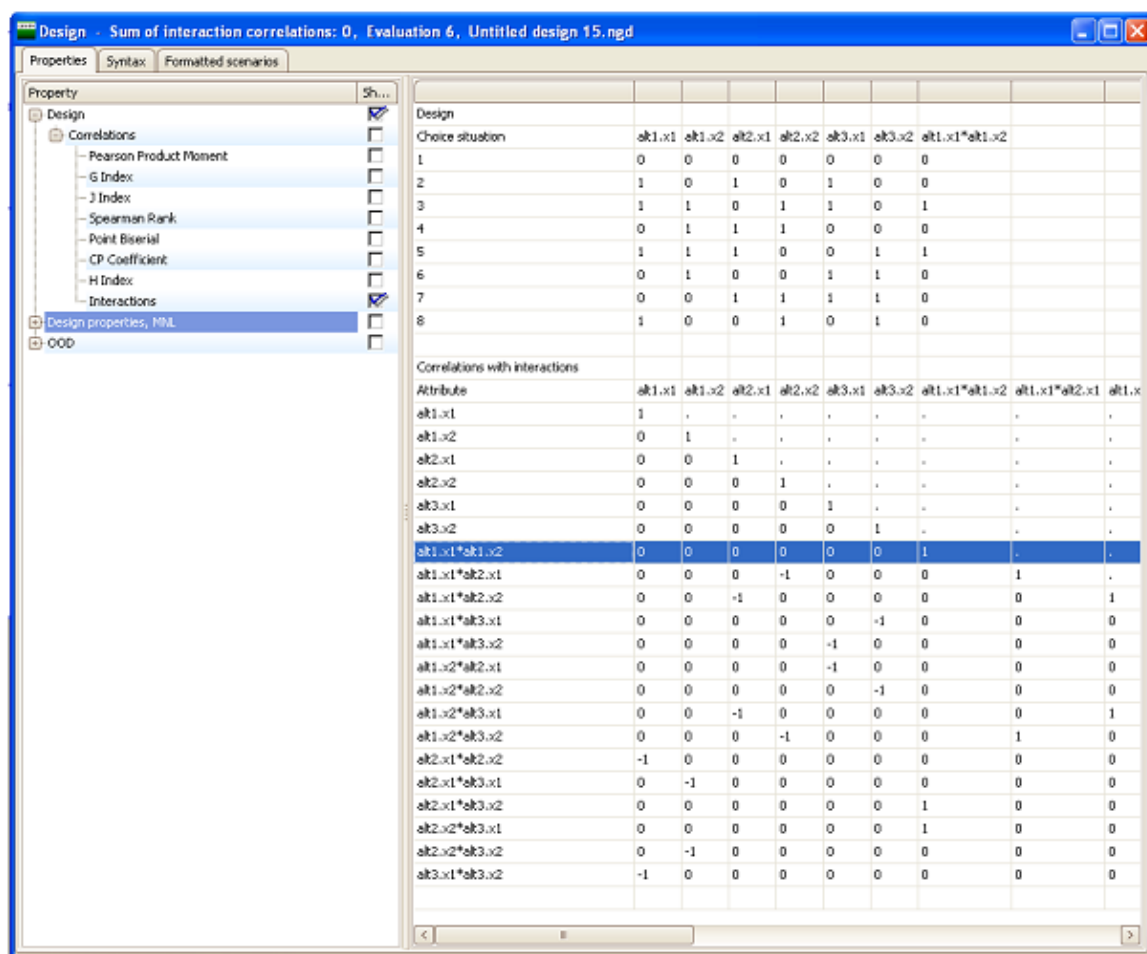 Design - Sum of interaction correlations: 0, Evaluation 6, Untitled design 15.ngd
Properties Syntax Formatted scenarios
Property Sh...
Design
Correlations
Pearson Product Moment
G Index
J Index
Spearman Rank
Point Biserial
CP Coefficient
H Index
Interactions
Design properties, MNL
OOD
Design
Choice situation alt1.x1 alt1.x2 alt2.x1 alt2.x2 alt3.x1 alt3.x2 alt1.x1*alt1.x2
1 0 0 0 0 0 0 0
2 1 0 1 0 1 0 0
3 1 1 0 1 1 0 1
4 0 1 1 1 0 0 0
5 1 1 1 0 0 1 1
6 0 1 0 0 1 1 0
7 0 0 1 1 1 1 0
8 1 0 0 1 0 1 0
Correlations with interactions
Attribute alt1.x1 alt1.x2 alt2.x1 alt2.x2 alt3.x1 alt3.x2 alt1.x1*alt1.x2 alt1.x1*alt2.x1 alt1.x
alt1.x1 1 . . . . . . . .
alt1.x2 0 1 . . . . . . .
alt2.x1 0 0 1 . . . . . .
alt2.x2 0 0 0 1 . . . . .
alt3.x1 0 0 0 0 1 . . . .
alt3.x2 0 0 0 0 0 1 . . .
alt1.x1*alt1.x2 0 0 0 0 0 0 1 . .
alt1.x1*alt2.x1 0 0 0 -1 0 0 0 1 .
alt1.x1*alt2.x2 0 0 -1 0 0 0 0 0 1
alt1.x1*alt3.x1 0 0 0 0 0 -1 0 0 0
alt1.x1*alt3.x2 0 0 0 0 -1 0 0 0 0
alt1.x2*alt2.x1 0 0 0 0 -1 0 0 0 0
alt1.x2*alt2.x2 0 0 0 0 0 -1 0 0 0
alt1.x2*alt3.x1 0 0 -1 0 0 0 0 0 1
alt1.x2*alt3.x2 0 0 0 -1 0 0 0 1 0
alt2.x1*alt2.x2 -1 0 0 0 0 0 0 0 0
alt2.x1*alt3.x1 0 -1 0 0 0 0 0 0 0
alt2.x1*alt3.x2 0 0 0 0 0 0 1 0 0
alt2.x2*alt3.x1 0 0 0 0 0 0 1 0 0
alt2.x2*alt3.x2 0 -1 0 0 0 0 0 0 0
alt3.x1*alt3.x2 -1 0 0 0 0 0 0 0 0